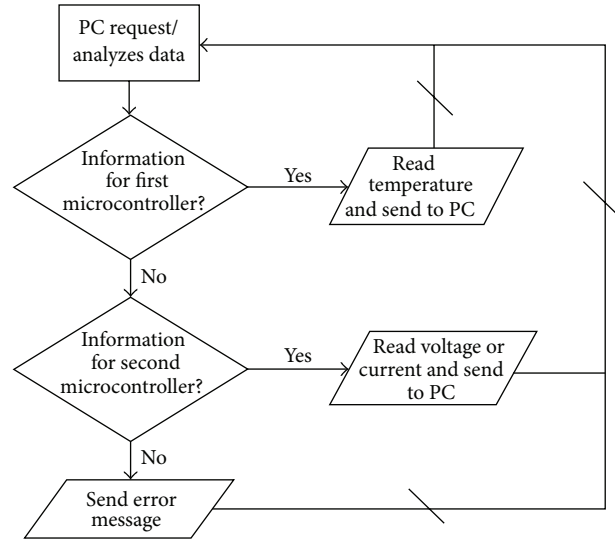 PC request/
analyzes data
Information
for first
microcontroller?
Yes
Read
temperature
and send to PC
No
Information
for second
microcontroller?
Yes
Read voltage or
current and send
to PC
No
Send error
message